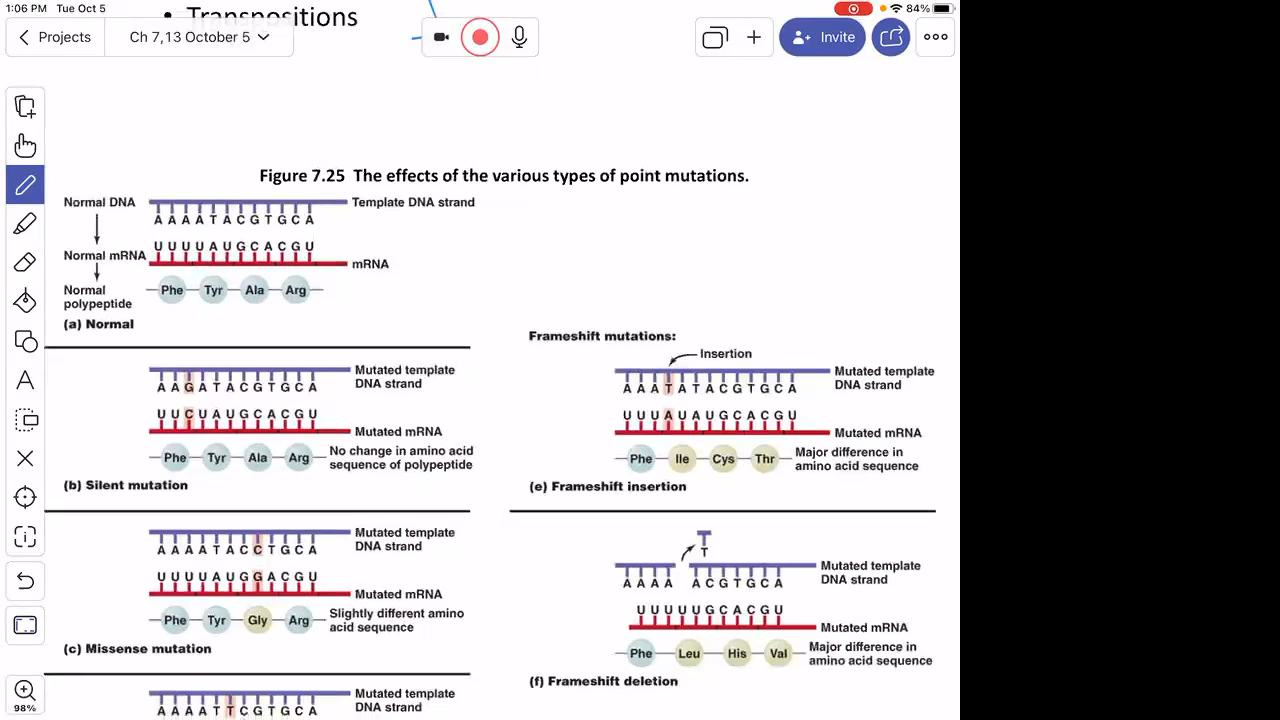 1:06 PM Tue Oct 5
84%
• Transpositions
Projects
Ch 7,13 October 5
Invite
Figure 7.25 The effects of the various types of point mutations.
Normal DNA
Template DNA strand
A A A A T A C G T G C A
U U U U A U G C A C G U
Normal mRNA
mRNA
Normal
polypeptide
Phe Tyr Ala Arg
(a) Normal
Mutated template
DNA strand
A A G A T A C G T G C A
U U C U A U G C A C G U
Mutated mRNA
Phe Tyr Ala Arg
No change in amino acid
sequence of polypeptide
(b) Silent mutation
Mutated template
DNA strand
A A A A T A C C T G C A
U U U U A U G G A C G U
Mutated mRNA
Phe Tyr Gly Arg
Slightly different amino
acid sequence
(c) Missense mutation
Mutated template
DNA strand
A A A A T T C G T G C A
Frameshift mutations:
Insertion
Mutated template
DNA strand
A A A T A T A C G T G C A
U U U A U A U G C A C G U
Mutated mRNA
Phe Ile Cys Thr
Major difference in
amino acid sequence
(e) Frameshift insertion
T
Mutated template
DNA strand
A A A A A C G T G C A
U U U U U G C A C G U
Mutated mRNA
Phe Leu His Val
Major difference in
amino acid sequence
(f) Frameshift deletion
A
98%